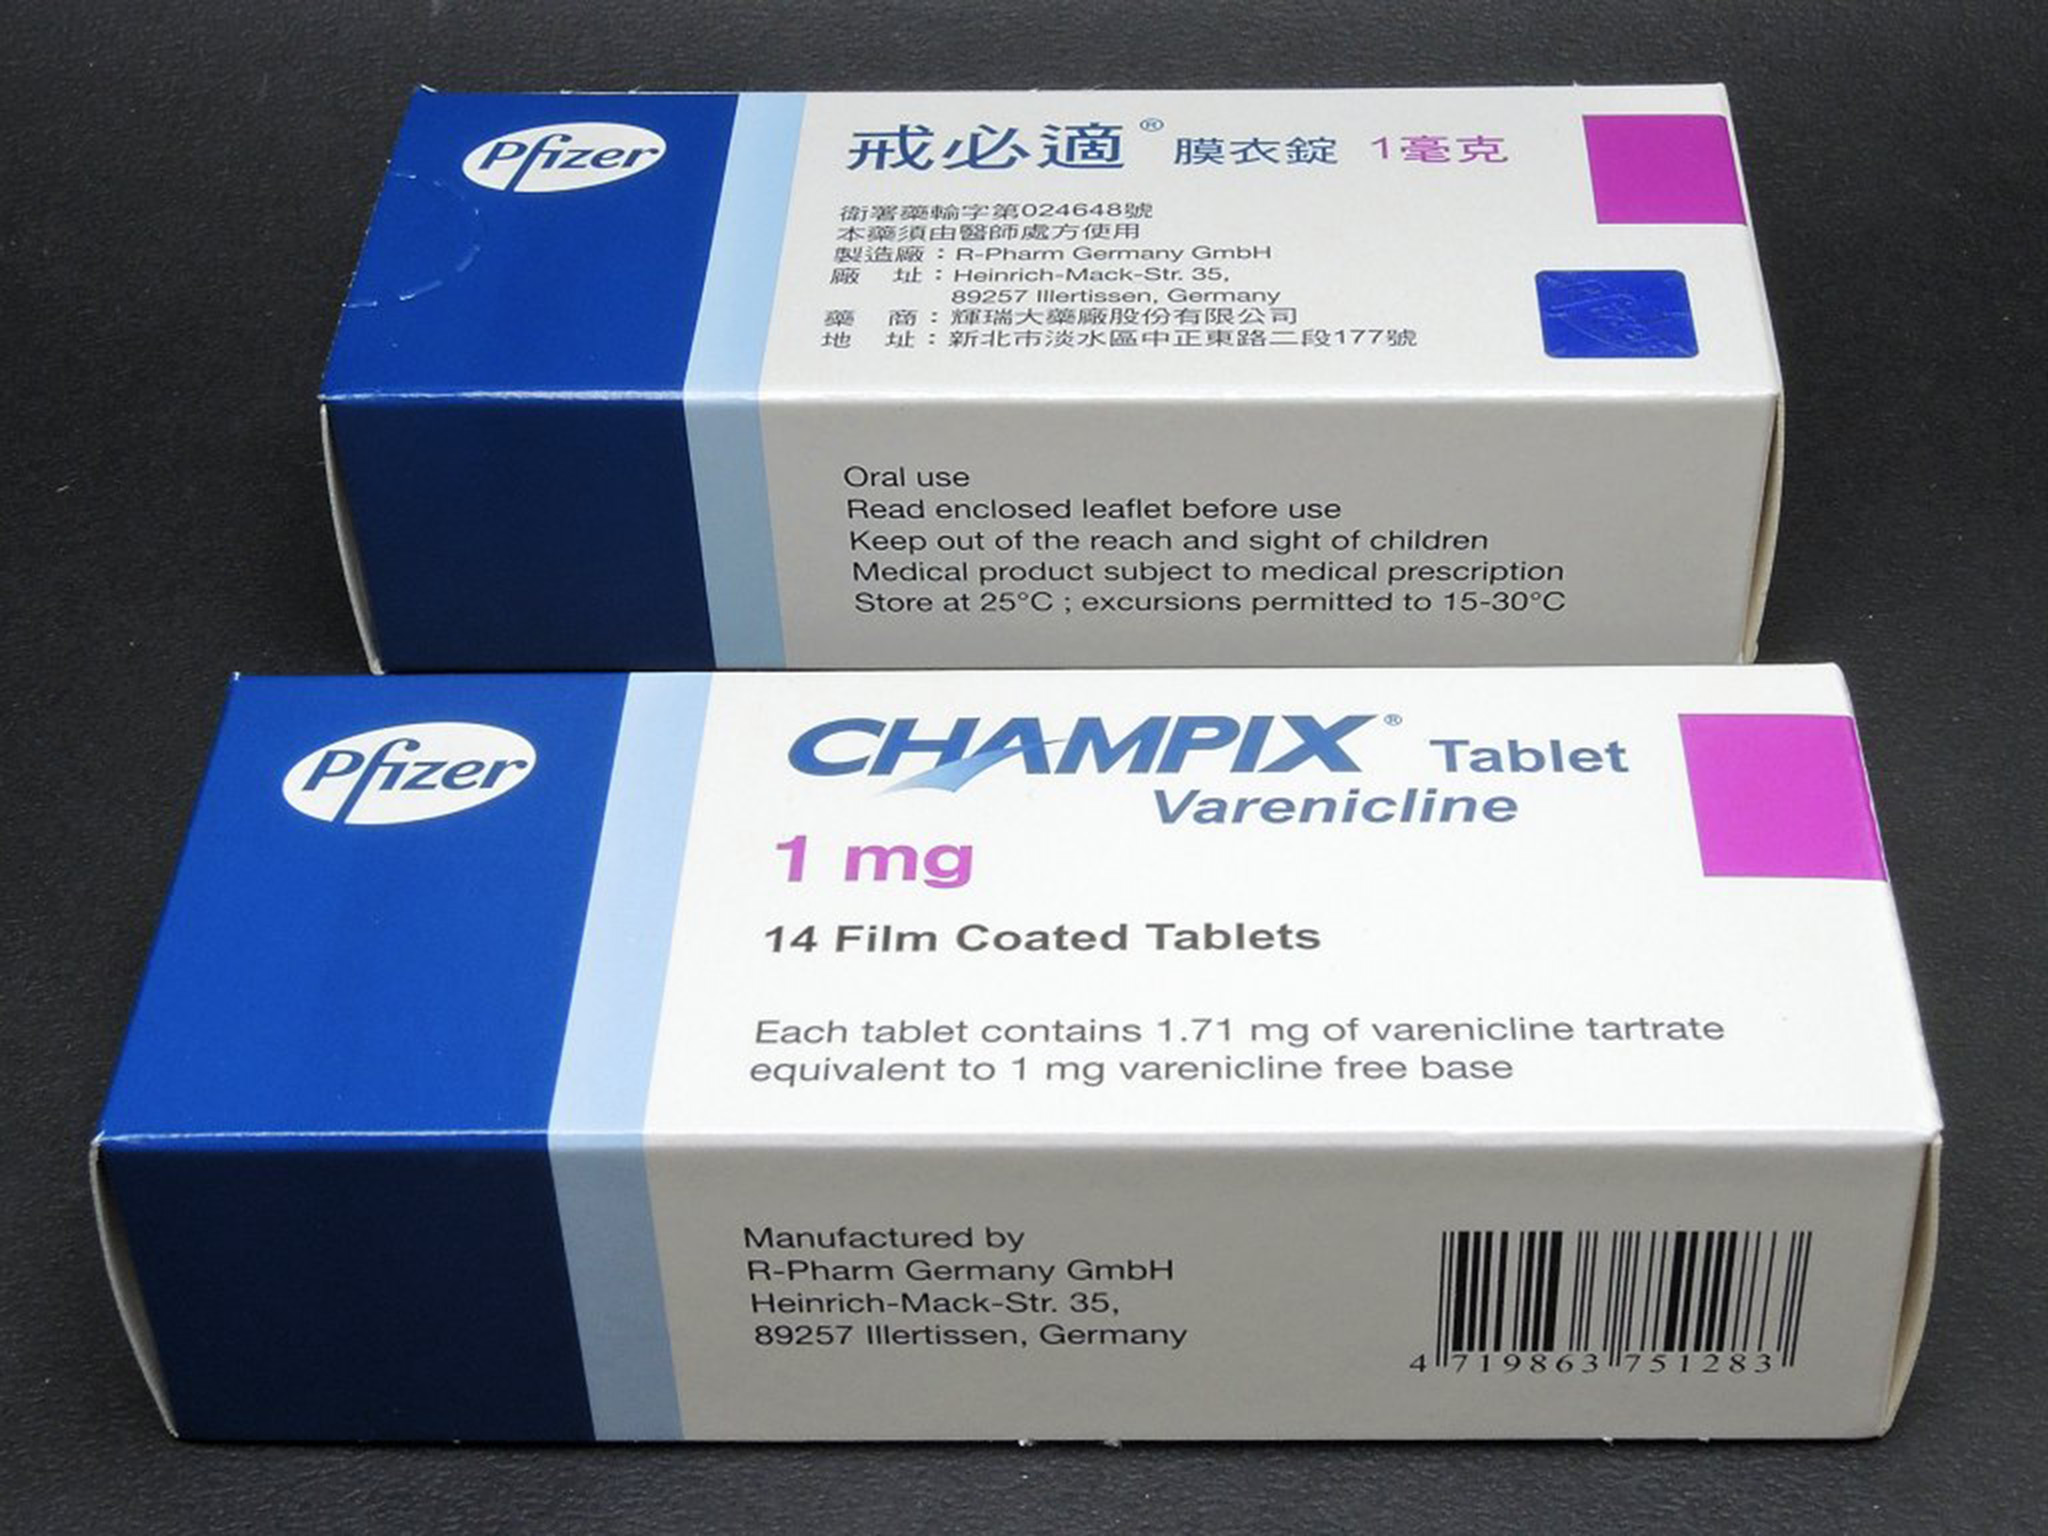 Pfizer
戒必適® 膜衣錠 1毫克
衛署藥輸字第024648號
本藥須由醫師處方使用
製造廠：R-Pharm Germany GmbH
廠 址：Heinrich-Mack-Str. 35,
89257 Illertissen, Germany
藥 商：輝瑞大藥廠股份有限公司
地 址：新北市淡水區中正東路二段177號
Oral use
Read enclosed leaflet before use
Keep out of the reach and sight of children
Medical product subject to medical prescription
Store at 25°C ; excursions permitted to 15-30°C
Pfizer
CHAMPIX® Tablet
Varenicline
1 mg
14 Film Coated Tablets
Each tablet contains 1.71 mg of varenicline tartrate
equivalent to 1 mg varenicline free base
Manufactured by
R-Pharm Germany GmbH
Heinrich-Mack-Str. 35,
89257 Illertissen, Germany
4 719863 751283